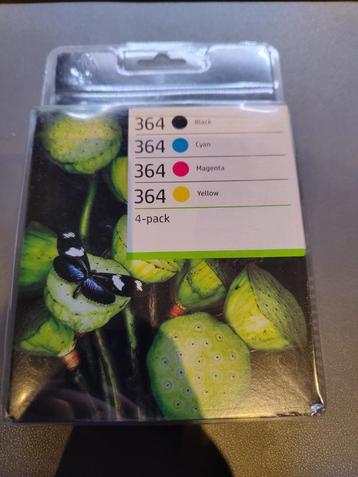 364 Black
364 Cyan
364 Magenta
364 Yellow
4-pack